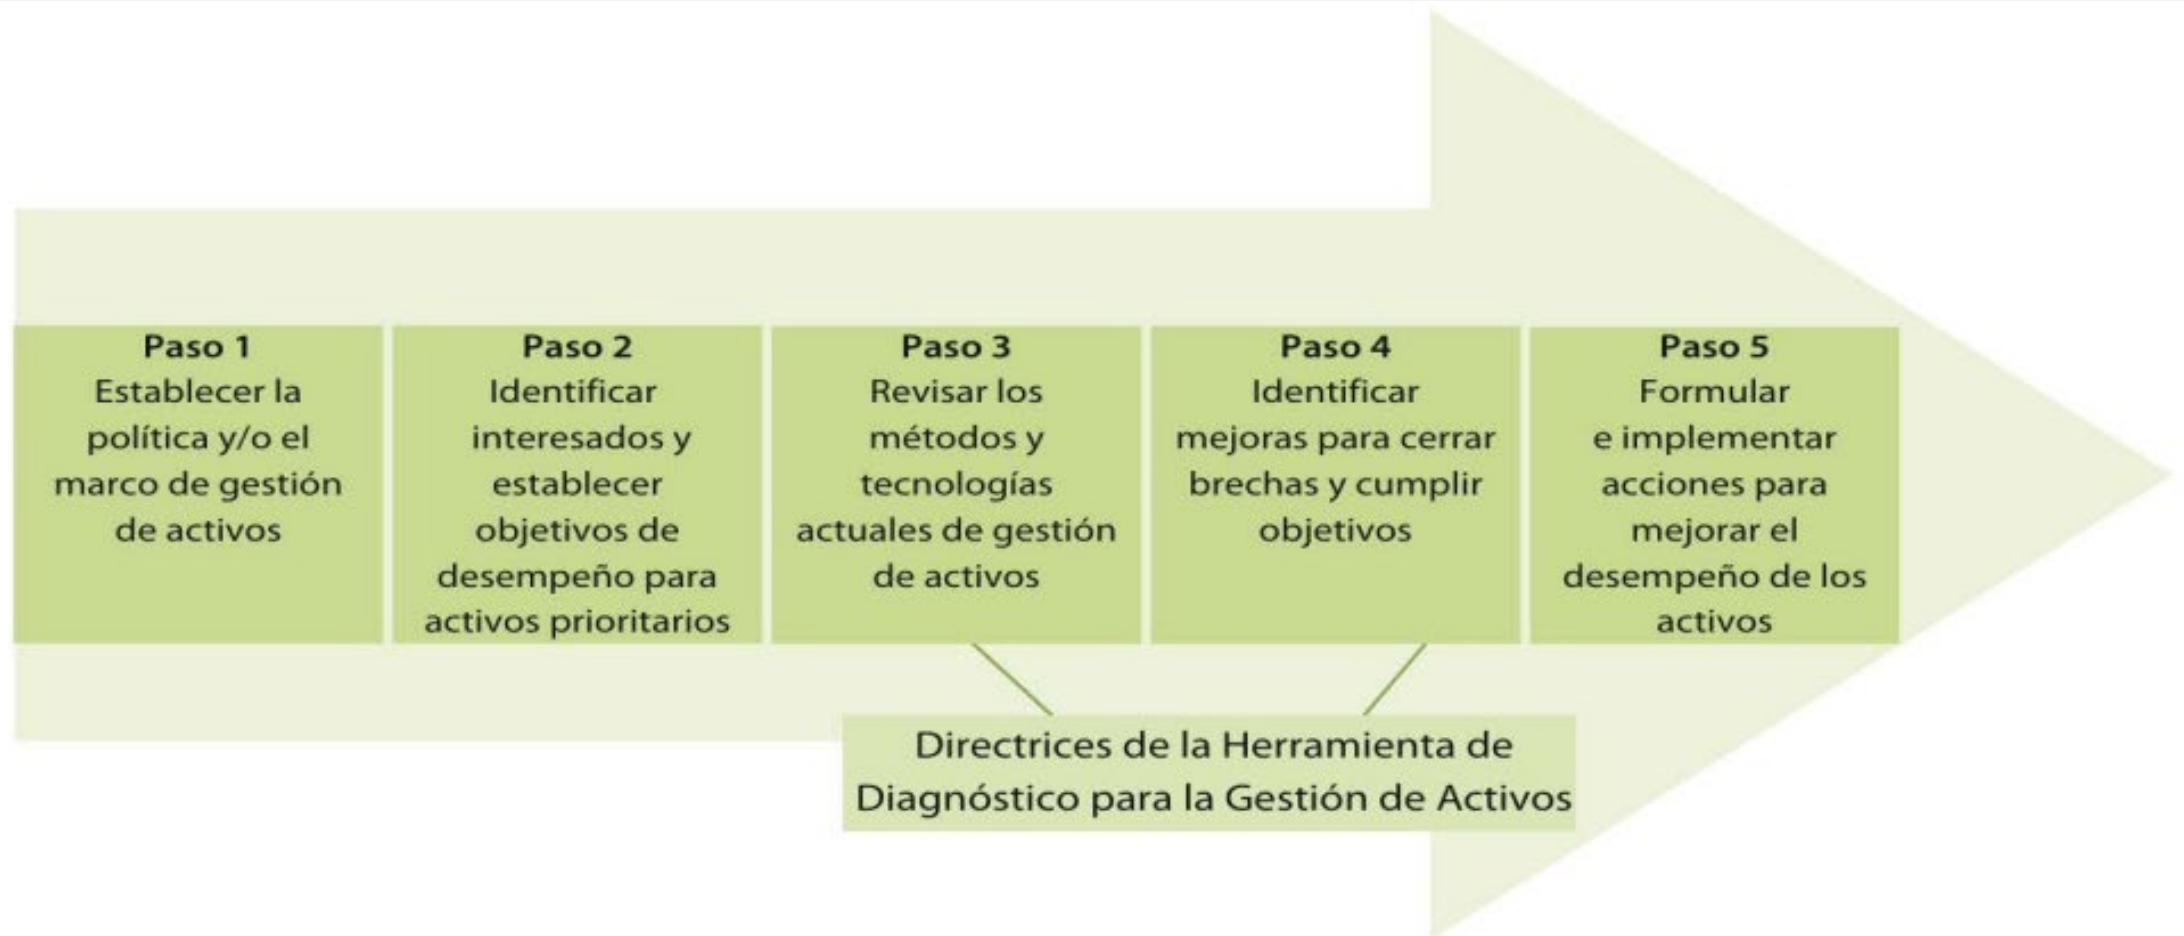 Paso 1
Establecer la
política y/o el
marco de gestión
de activos
Paso 2
Identificar
interesados y
establecer
objetivos de
desempeño para
activos prioritarios
Paso 3
Revisar los
métodos y
tecnologías
actuales de gestión
de activos
Paso 4
Identificar
mejoras para cerrar
brechas y cumplir
objetivos
Paso 5
Formular
e implementar
acciones para
mejorar el
desempeño de los
activos
Directrices de la Herramienta de
Diagnóstico para la Gestión de Activos